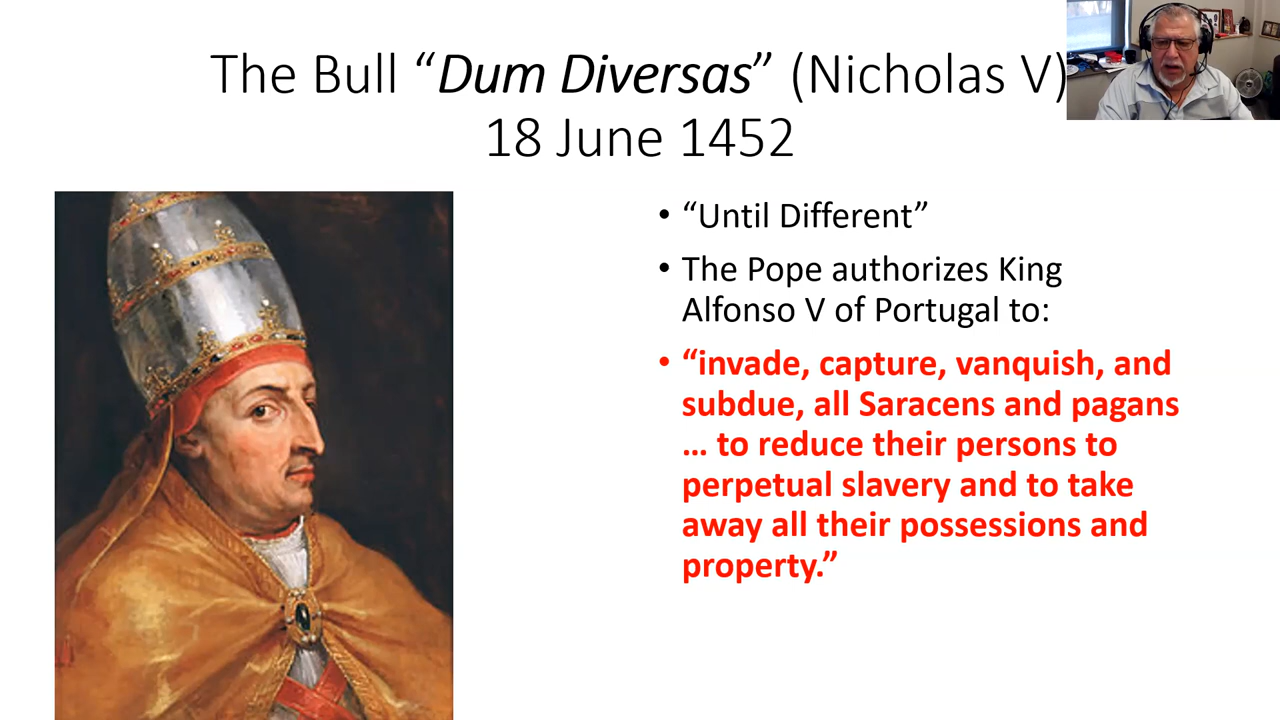 The Bull “Dum Diversas” (Nicholas V)
18 June 1452
• “Until Different”
• The Pope authorizes King
Alfonso V of Portugal to:
• “invade, capture, vanquish, and
subdue, all Saracens and pagans
… to reduce their persons to
perpetual slavery and to take
away all their possessions and
property.”